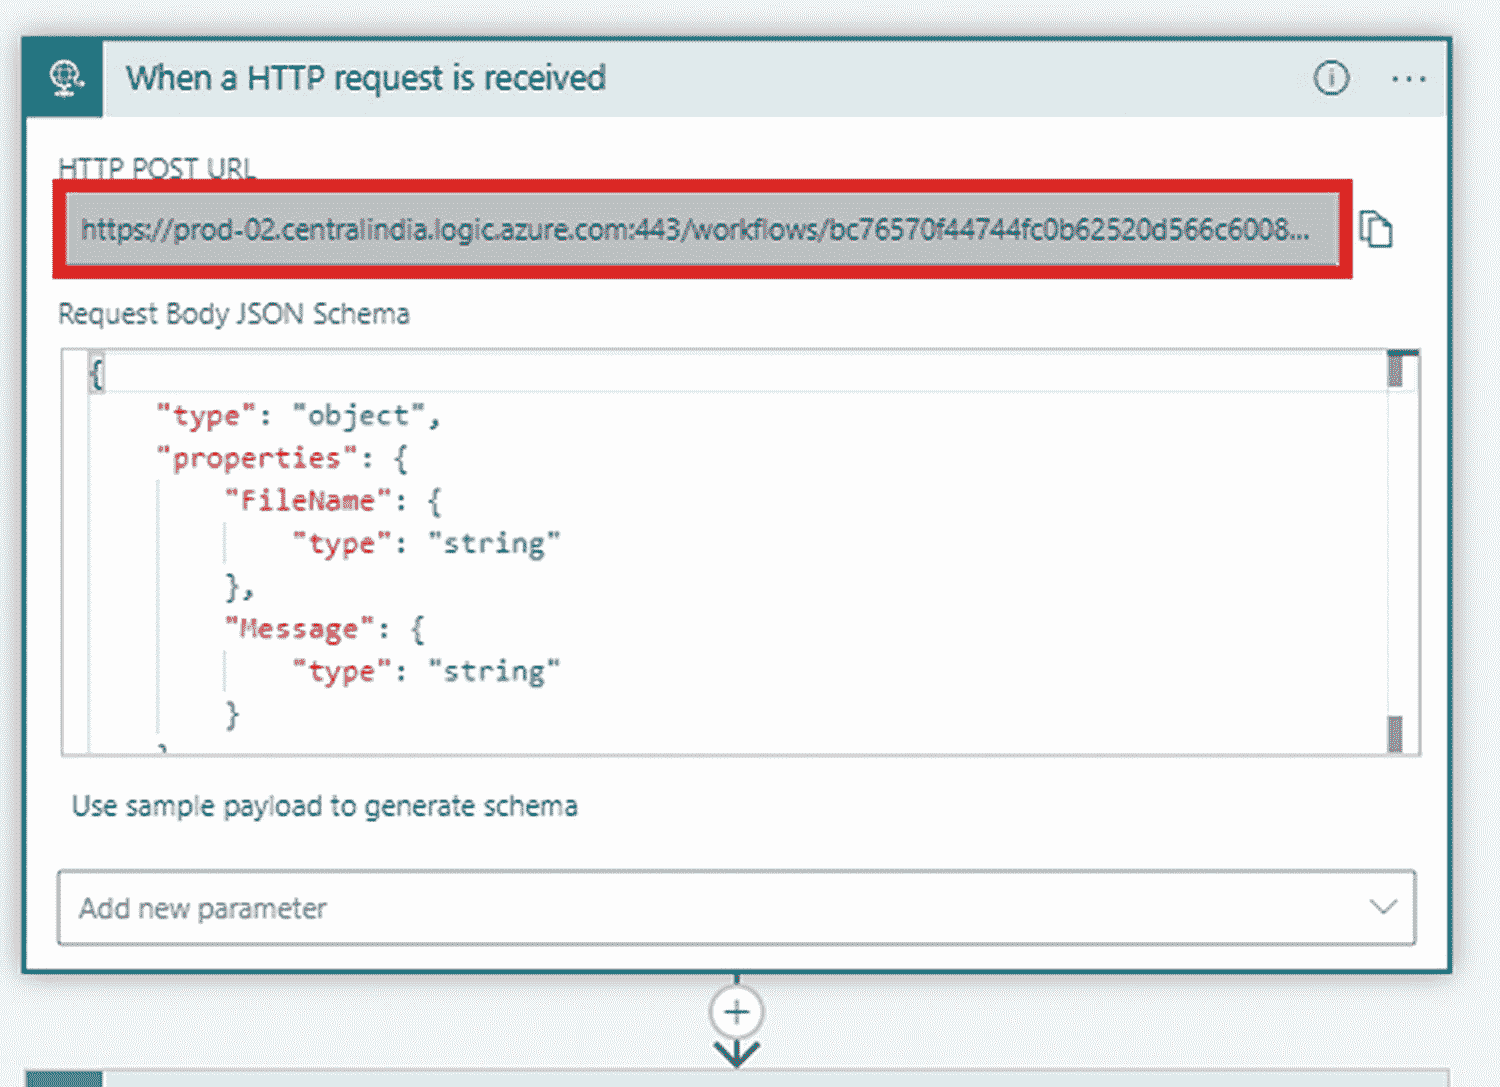 When a HTTP request is received
HTTP POST URL
https://prod-02.centralindia.logic.azure.com:443/workflows/bc76570f44744fc0b62520d566c6008...
Request Body JSON Schema
{
"type": "object",
"properties": {
"FileName": {
"type": "string"
},
"Message": {
"type": "string"
}
}
Use sample payload to generate schema
Add new parameter